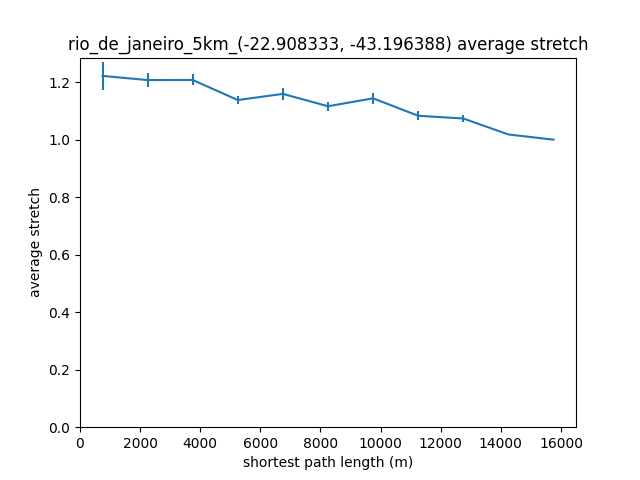 rio_de_janeiro_5km_(-22.908333, -43.196388) average stretch
1.2
1.0
0.8
0.6
0.4
0.2
0.0
average stretch
0 2000 4000 6000 8000 10000 12000 14000 16000
shortest path length (m)